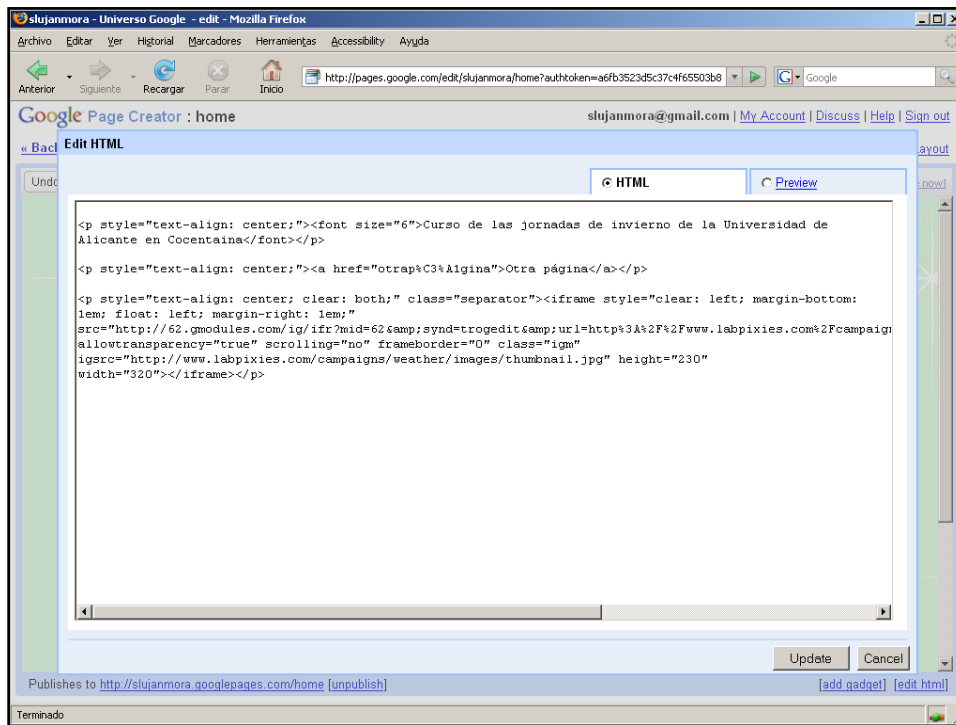 slujanmora - Universo Google - edit - Mozilla Firefox
Archivo Editar Ver Historial Marcadores Herramientas Accessibility Ayuda
http://pages.google.com/edit/slujanmora/home?authtoken=a6fb3523d5c37c4f65503b8 G Google
Anterior Siguiente Recargar Parar Inicio
Google Page Creator : home slujanmora@gmail.com | My Account | Discuss | Help | Sign out
« Bac Edit HTML ayout
Undo HTML Preview now]
<p style="text-align: center;"><font size="6">Curso de las jornadas de invierno de la Universidad de
Alicante en Cocentaina</font></p>
<p style="text-align: center;"><a href="otrap%C3%A1gina">Otra página</a></p>
<p style="text-align: center; clear: both;" class="separator"><iframe style="clear: left; margin-bottom:
1em; float: left; margin-right: 1em;"
src="http://62.gmodules.com/ig/ifr?mid=62&amp;synd=trogedit&amp;url=http%3A%2F%2Fwww.labpixies.com%2Fcampaign
allowtransparency="true" scrolling="no" frameborder="0" class="igm"
igsrc="http://www.labpixies.com/campaigns/weather/images/thumbnail.jpg" height="230"
width="320"></iframe></p>
Update Cancel
Publishes to http://slujanmora.googlepages.com/home [unpublish] [add gadget] [edit html]
Terminado